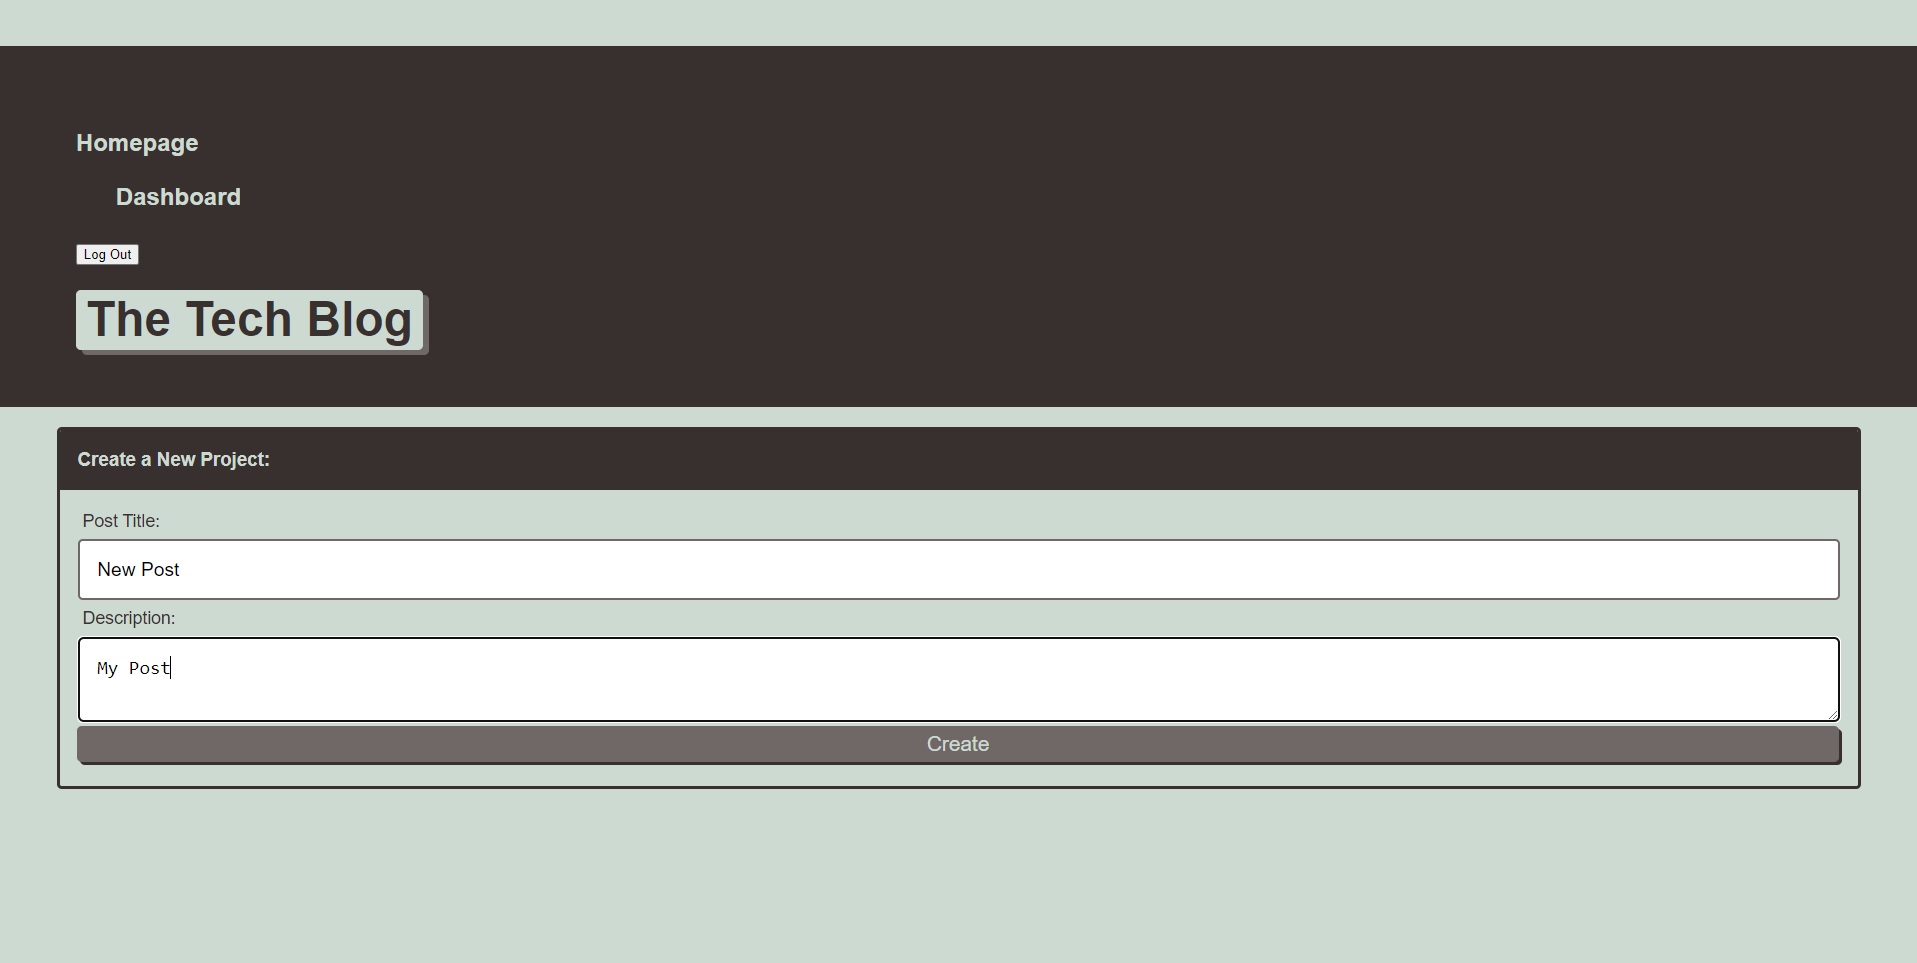 Homepage
Dashboard
Log Out
The Tech Blog
Create a New Project:
Post Title:
New Post
Description:
My Post
Create